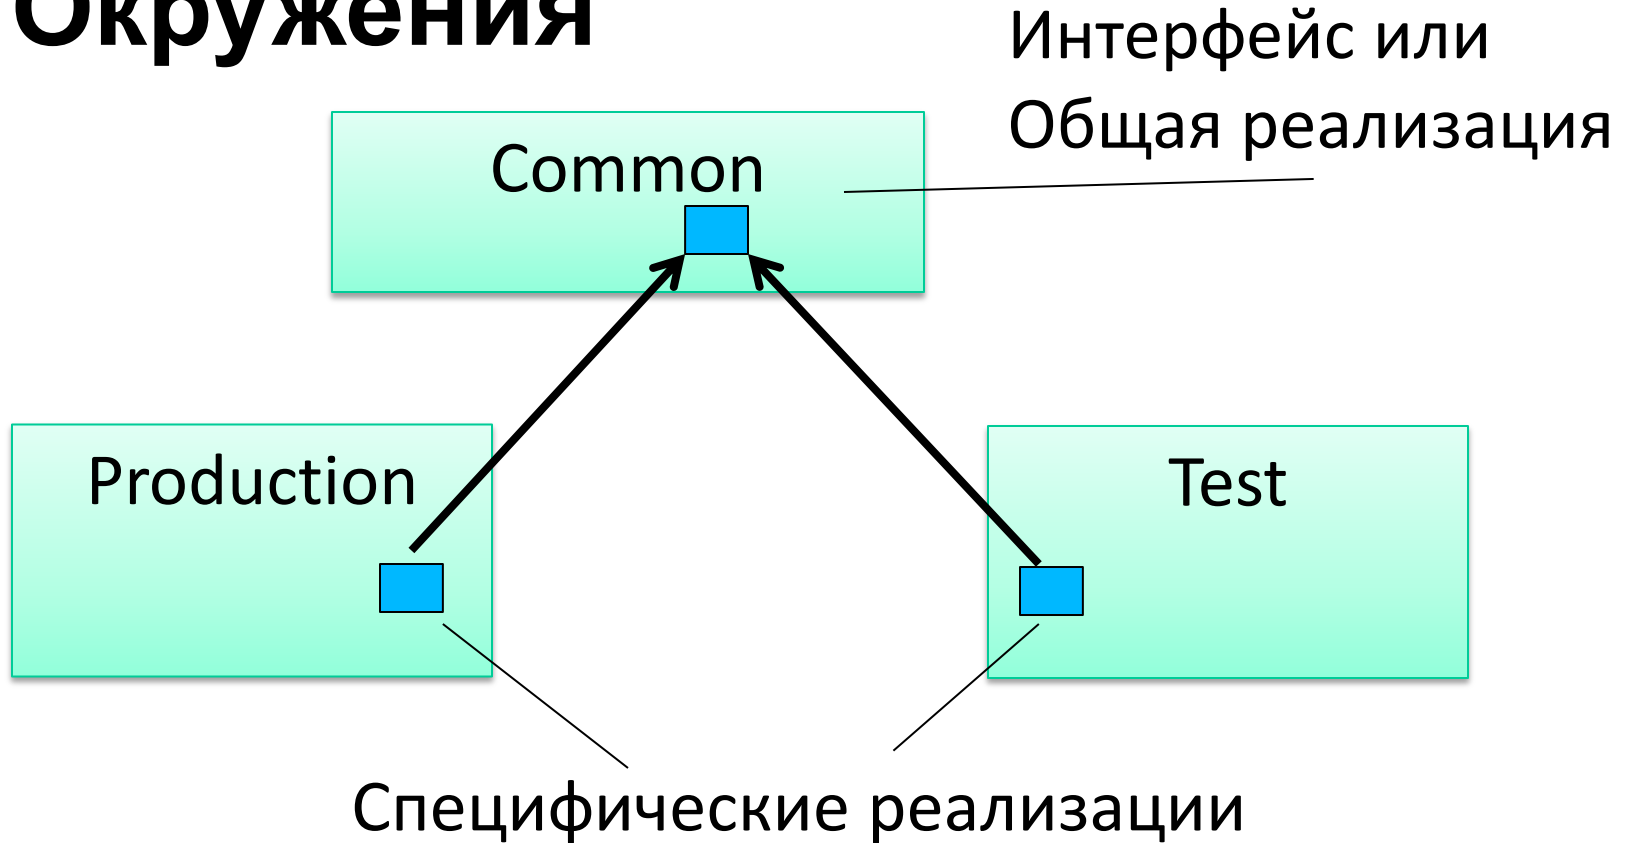 Окружения
Интерфейс или
Общая реализация
Common
Production
Test
Специфические реализации